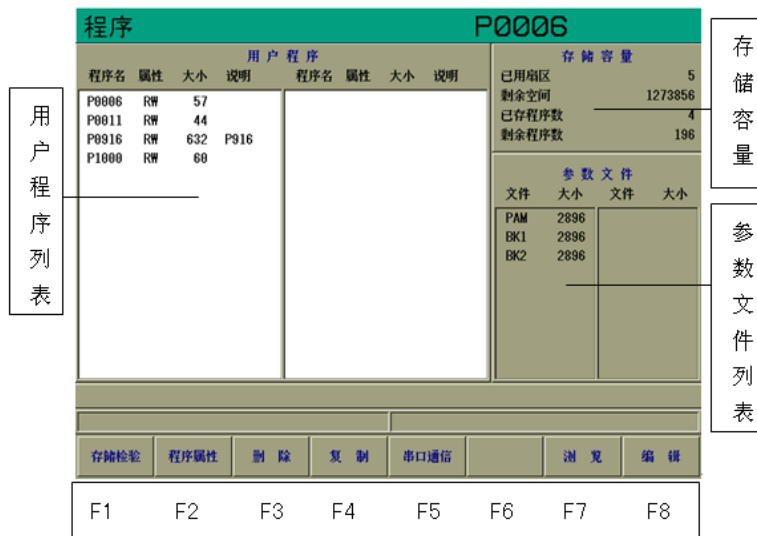 程序 P0006
用户程序
程序名 属性 大小 说明 程序名 属性 大小 说明
P0006 RW 57
P0011 RW 44
P0916 RW 632 P916
P1000 RW 60
存储容量
已用扇区 5
剩余空间 1273856
已存程序数 4
剩余程序数 196
参数文件
文件 大小 文件 大小
PAM 2896
BK1 2896
BK2 2896
用户程序列表
存储容量
参数文件列表
存储检验 程序属性 删除 复制 串口通信 浏览 编辑
F1 F2 F3 F4 F5 F6 F7 F8